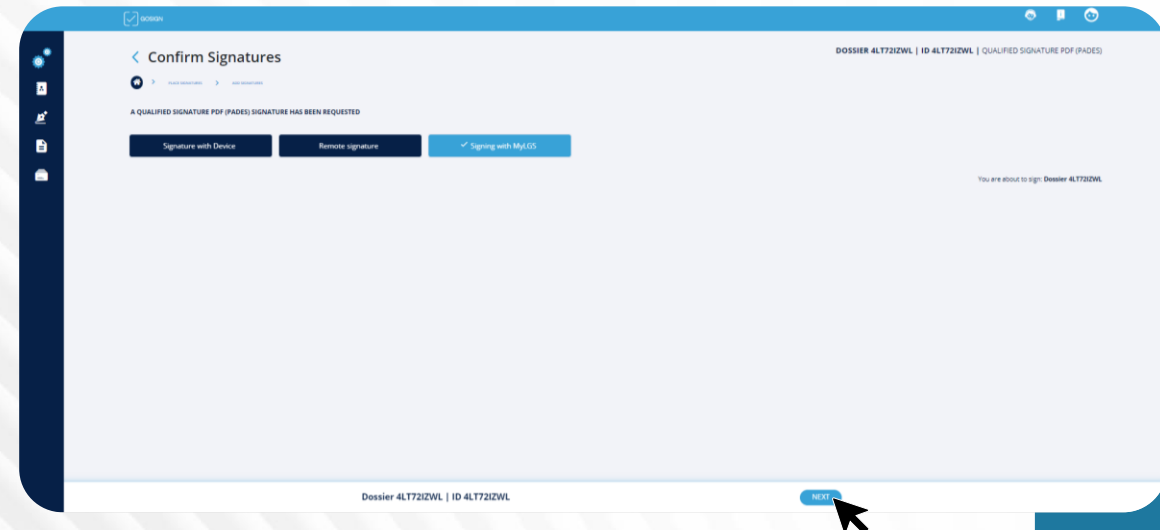 GOSIGN
Confirm Signatures
DOSSIER 4LT72IZWL | ID 4LT72IZWL | QUALIFIED SIGNATURE PDF (PADES)
A QUALIFIED SIGNATURE PDF (PADES) SIGNATURE HAS BEEN REQUESTED
Signature with Device
Remote signature
Signing with MyLGS
You are about to sign: Dossier 4LT72IZWL
Dossier 4LT72IZWL | ID 4LT72IZWL
NEXT